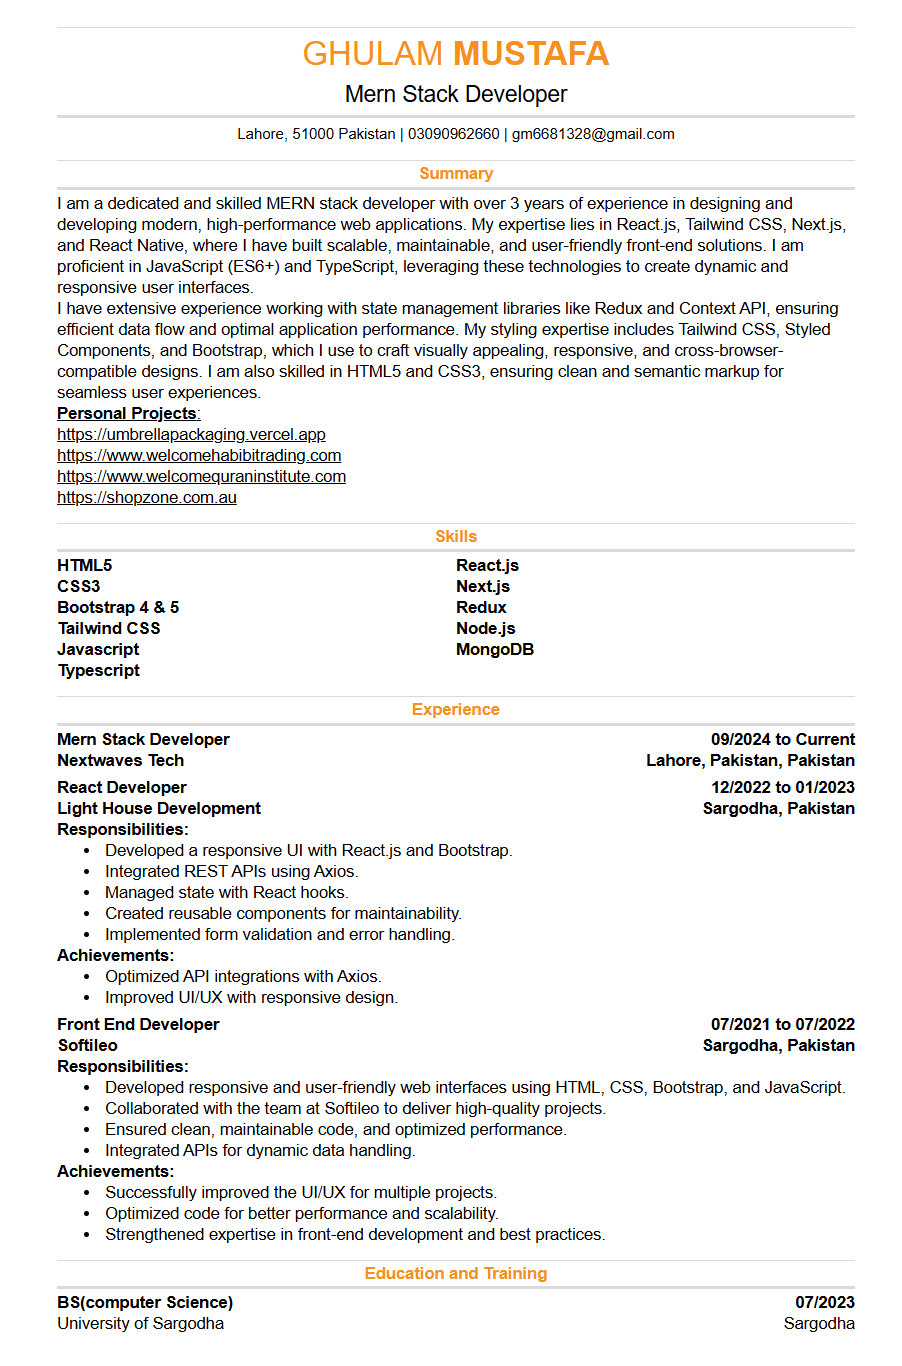 GHULAM MUSTAFA
Mern Stack Developer
Lahore, 51000 Pakistan | 03090962660 | gm6681328@gmail.com
Summary
I am a dedicated and skilled MERN stack developer with over 3 years of experience in designing and
developing modern, high-performance web applications. My expertise lies in React.js, Tailwind CSS, Next.js,
and React Native, where I have built scalable, maintainable, and user-friendly front-end solutions. I am
proficient in JavaScript (ES6+) and TypeScript, leveraging these technologies to create dynamic and
responsive user interfaces.
I have extensive experience working with state management libraries like Redux and Context API, ensuring
efficient data flow and optimal application performance. My styling expertise includes Tailwind CSS, Styled
Components, and Bootstrap, which I use to craft visually appealing, responsive, and cross-browser-
compatible designs. I am also skilled in HTML5 and CSS3, ensuring clean and semantic markup for
seamless user experiences.
Personal Projects:
https://umbrellapackaging.vercel.app
https://www.welcomehabibitrading.com
https://www.welcomequraninstitute.com
https://shopzone.com.au
Skills
HTML5
CSS3
Bootstrap 4 & 5
Tailwind CSS
Javascript
Typescript
React.js
Next.js
Redux
Node.js
MongoDB
Experience
Mern Stack Developer 09/2024 to Current
Nextwaves Tech Lahore, Pakistan, Pakistan
React Developer 12/2022 to 01/2023
Light House Development Sargodha, Pakistan
Responsibilities:
• Developed a responsive UI with React.js and Bootstrap.
• Integrated REST APIs using Axios.
• Managed state with React hooks.
• Created reusable components for maintainability.
• Implemented form validation and error handling.
Achievements:
• Optimized API integrations with Axios.
• Improved UI/UX with responsive design.
Front End Developer 07/2021 to 07/2022
Softileo Sargodha, Pakistan
Responsibilities:
• Developed responsive and user-friendly web interfaces using HTML, CSS, Bootstrap, and JavaScript.
• Collaborated with the team at Softileo to deliver high-quality projects.
• Ensured clean, maintainable code, and optimized performance.
• Integrated APIs for dynamic data handling.
Achievements:
• Successfully improved the UI/UX for multiple projects.
• Optimized code for better performance and scalability.
• Strengthened expertise in front-end development and best practices.
Education and Training
BS(computer Science) 07/2023
University of Sargodha Sargodha